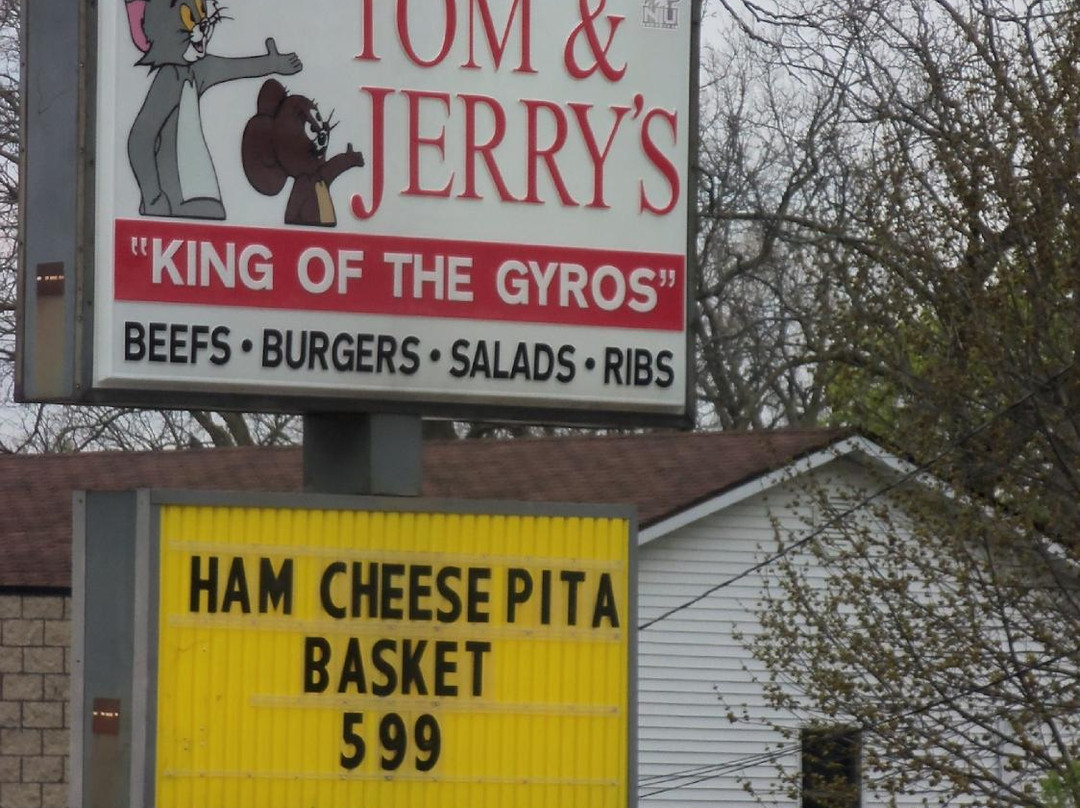 TOM &
JERRY'S
"KING OF THE GYROS"
BEEFS • BURGERS • SALADS • RIBS
HAM CHEESE PITA
BASKET
599